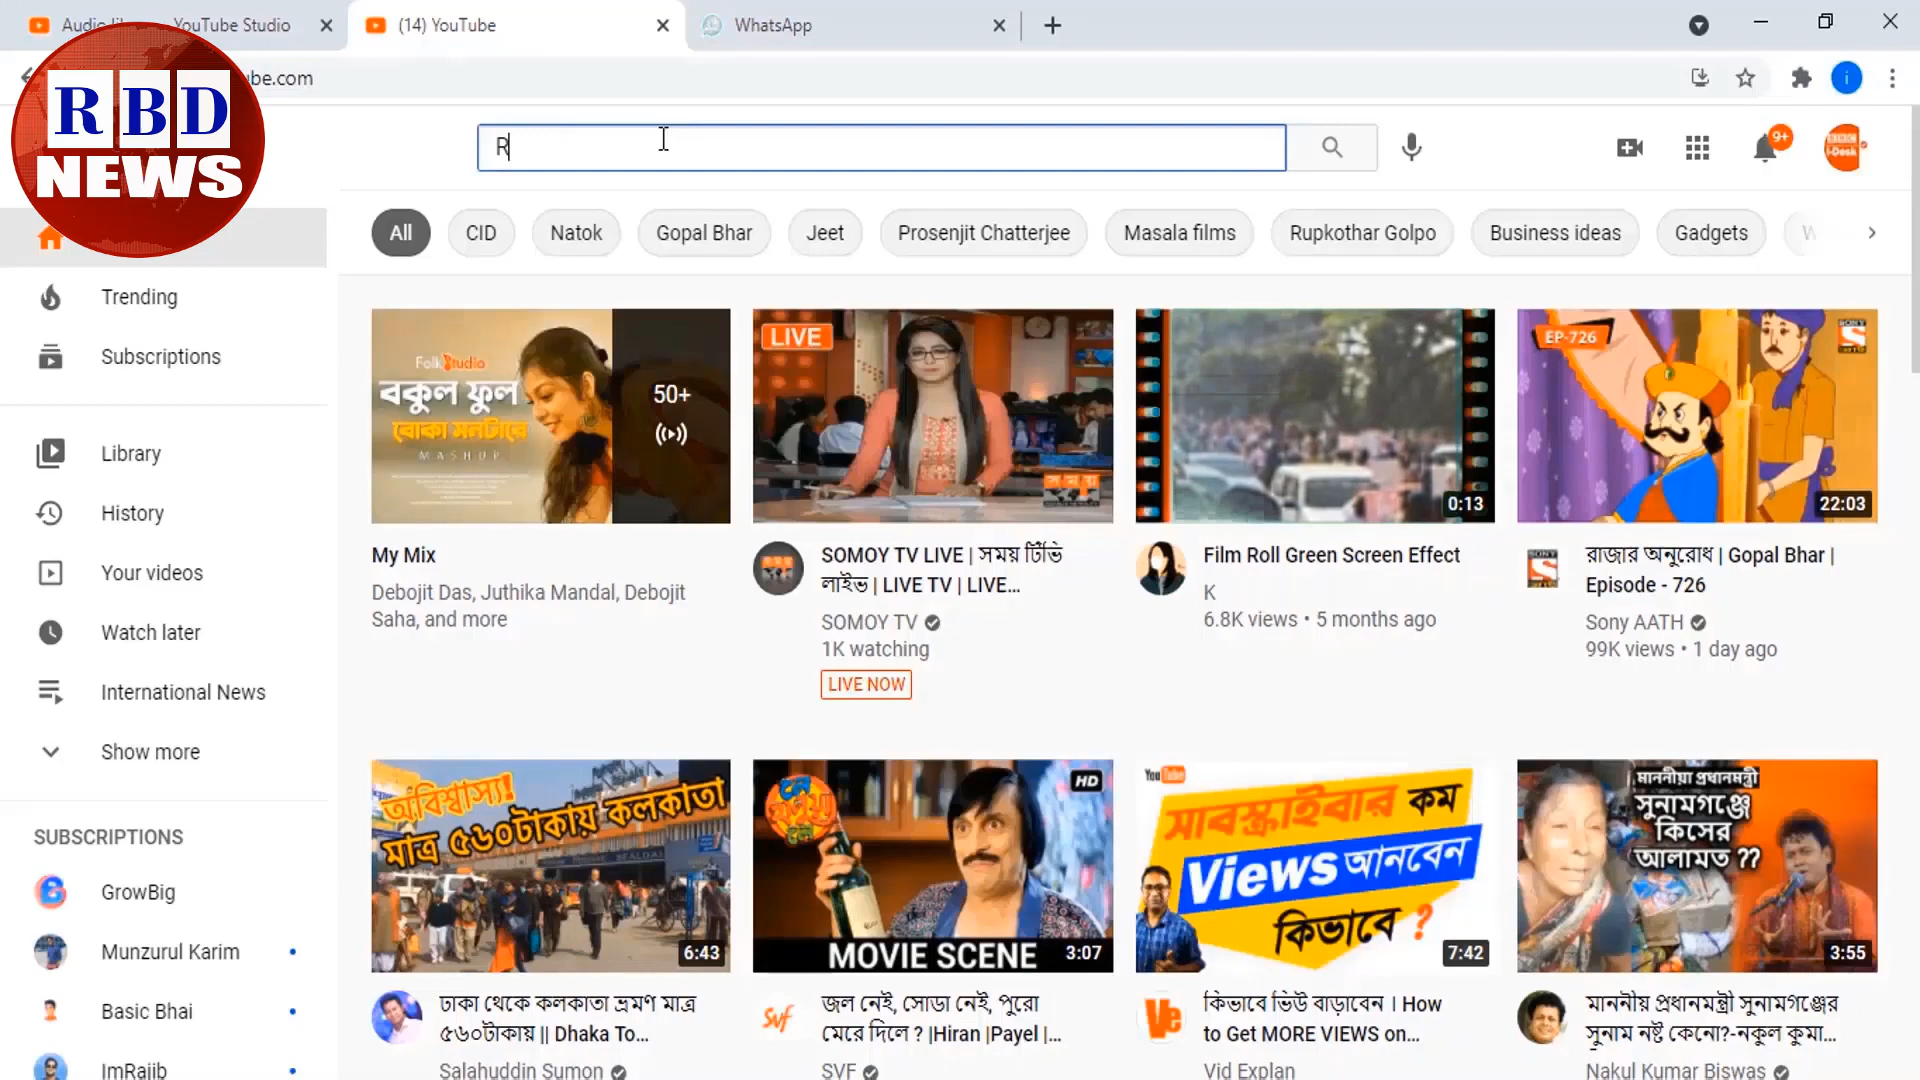 YouTube Studio
(14) YouTube
WhatsApp
be.com
RBD
NEWS
R
9+
All
CID
Natok
Gopal Bhar
Jeet
Prosenjit Chatterjee
Masala films
Rupkothar Golpo
Business ideas
Gadgets
Trending
Subscriptions
Library
History
Your videos
Watch later
International News
Show more
SUBSCRIPTIONS
GrowBig
Munzurul Karim
Basic Bhai
ImRajib
Folk Studio
বকুল ফুল
বোকা মনটারে
MASHUP
50+
My Mix
Debojit Das, Juthika Mandal, Debojit
Saha, and more
LIVE
সময়
SOMOY TV LIVE | সময় টিভি
লাইভ | LIVE TV | LIVE...
SOMOY TV
1K watching
LIVE NOW
0:13
Film Roll Green Screen Effect
K
6.8K views • 5 months ago
EP-726
SONY
22:03
রাজার অনুরোধ | Gopal Bhar |
Episode - 726
Sony AATH
99K views • 1 day ago
অবিশ্বাস্য!
মাত্র ৫৬০টাকায় কলকাতা
SEALDAH
6:43
ঢাকা থেকে কলকাতা ভ্রমণ মাত্র
৫৬০টাকায় || Dhaka To...
Salahuddin Sumon
HD
MOVIE SCENE
3:07
জল নেই, সোডা নেই, পুরো
মেরে দিলে ? |Hiran |Payel |...
SVF
YouTube
সাবস্ক্রাইবার কম
Views আনবেন
কিভাবে ?
7:42
কিভাবে ভিউ বাড়াবেন । How
to Get MORE VIEWS on...
Vid Explan
মাননীয়া প্রধানমন্ত্রী
সুনামগঞ্জে
কিসের
আলামত ??
3:55
মাননীয় প্রধানমন্ত্রী সুনামগঞ্জের
সুনাম নষ্ট কেনো?-নকুল কুমা...
Nakul Kumar Biswas